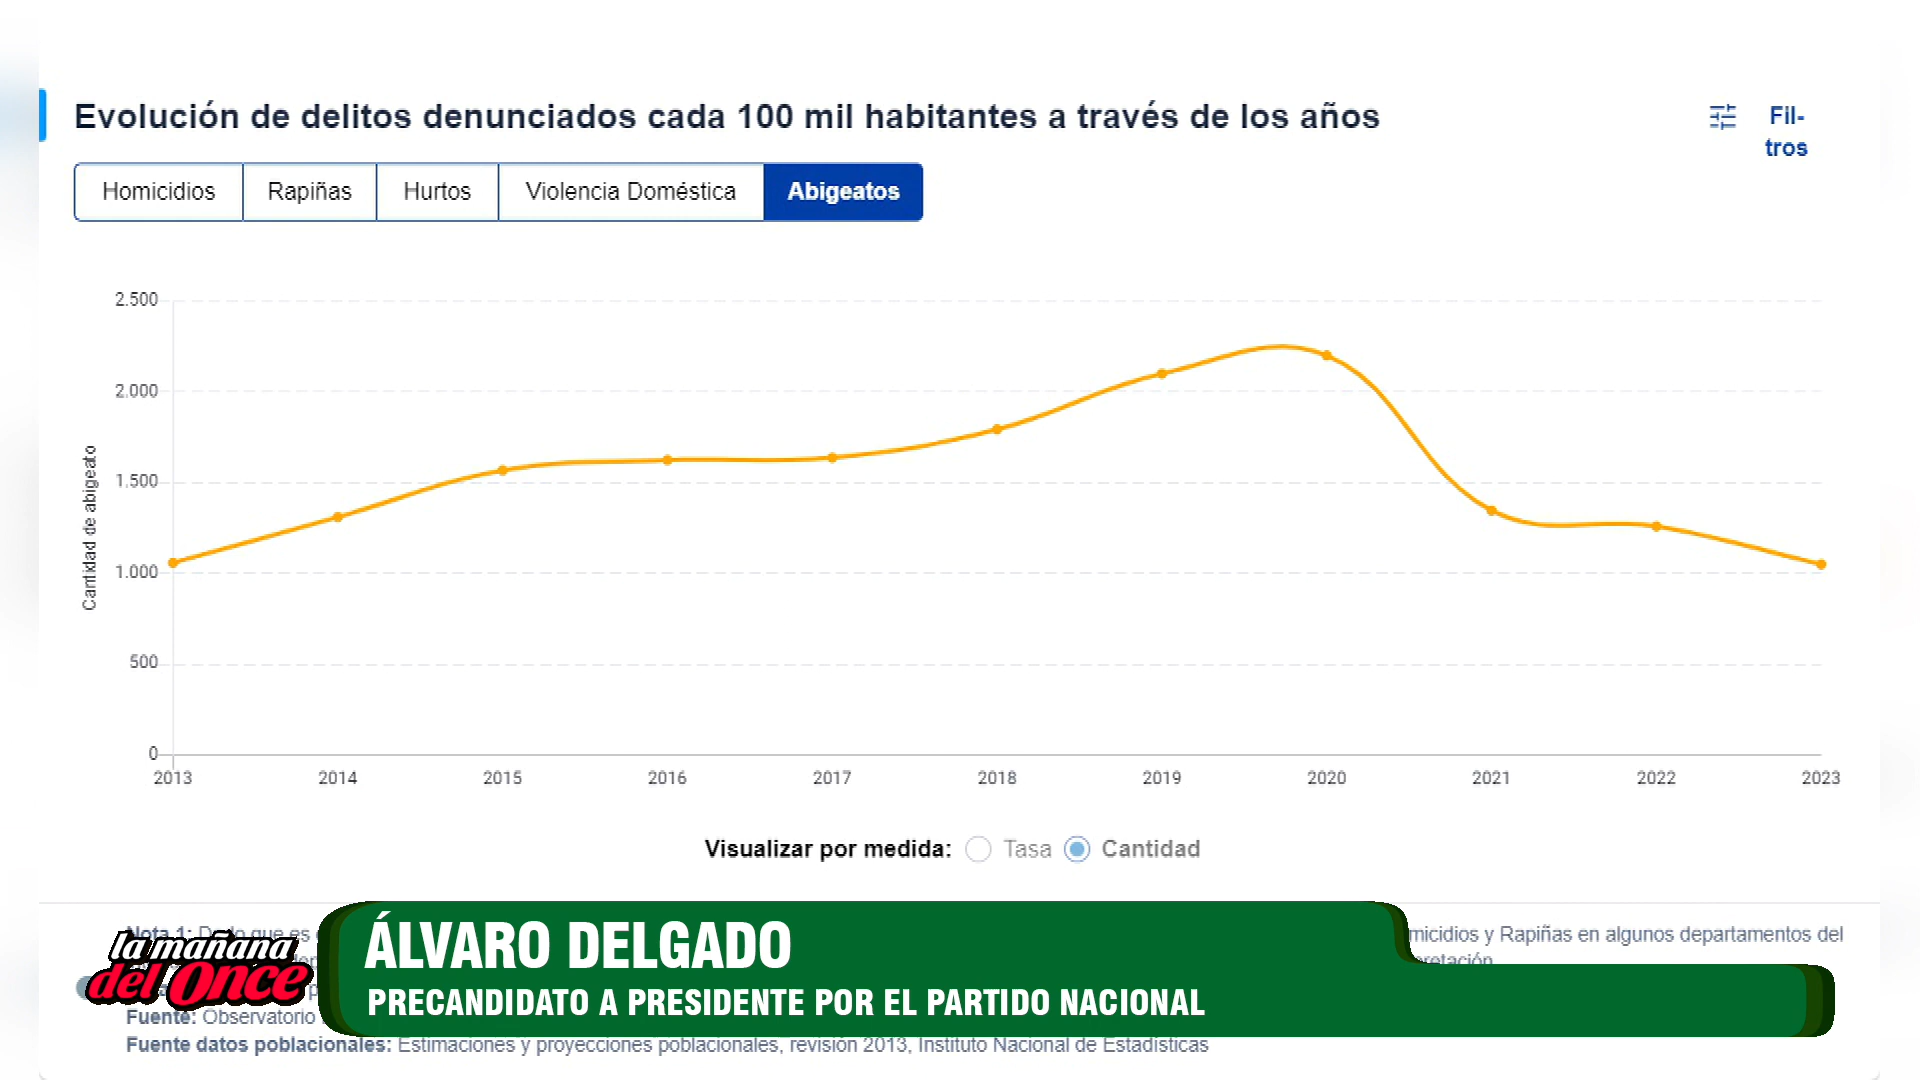 Evolución de delitos denunciados cada 100 mil habitantes a través de los años
Fil-
tros
Homicidios Rapiñas Hurtos Violencia Doméstica Abigeatos
Cantidad de abigeato
2.500
2.000
1.500
1.000
500
0
2013 2014 2015 2016 2017 2018 2019 2020 2021 2022 2023
Visualizar por medida: Tasa Cantidad
Nota 1: que es micidios y Rapiñas en algunos departamentos del
la mañana
del Once
ÁLVARO DELGADO
PRECANDIDATO A PRESIDENTE POR EL PARTIDO NACIONAL
Fuente: Observatorio
Fuente datos poblacionales: Estimaciones y proyecciones poblacionales, revisión 2013, Instituto Nacional de Estadísticas